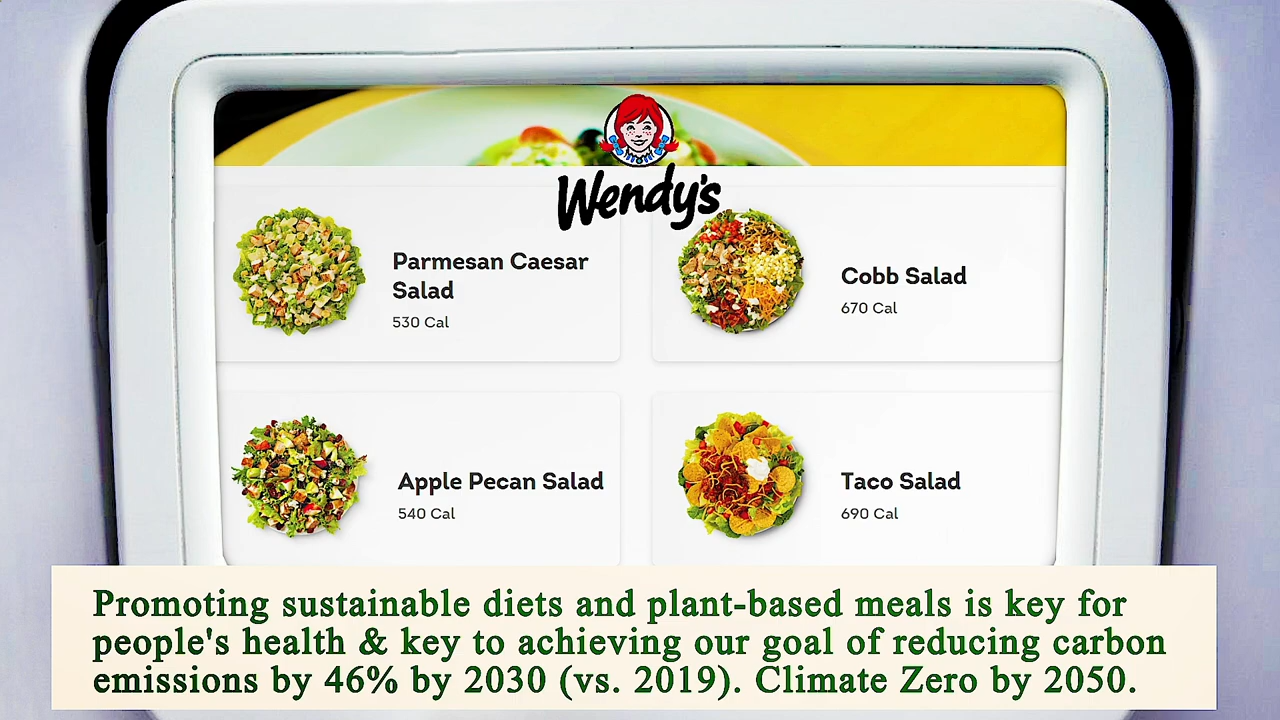 Wendy's
Parmesan Caesar
Salad
530 Cal
Cobb Salad
670 Cal
Apple Pecan Salad
540 Cal
Taco Salad
690 Cal
Promoting sustainable diets and plant-based meals is key for
people's health & key to achieving our goal of reducing carbon
emissions by 46% by 2030 (vs. 2019). Climate Zero by 2050.